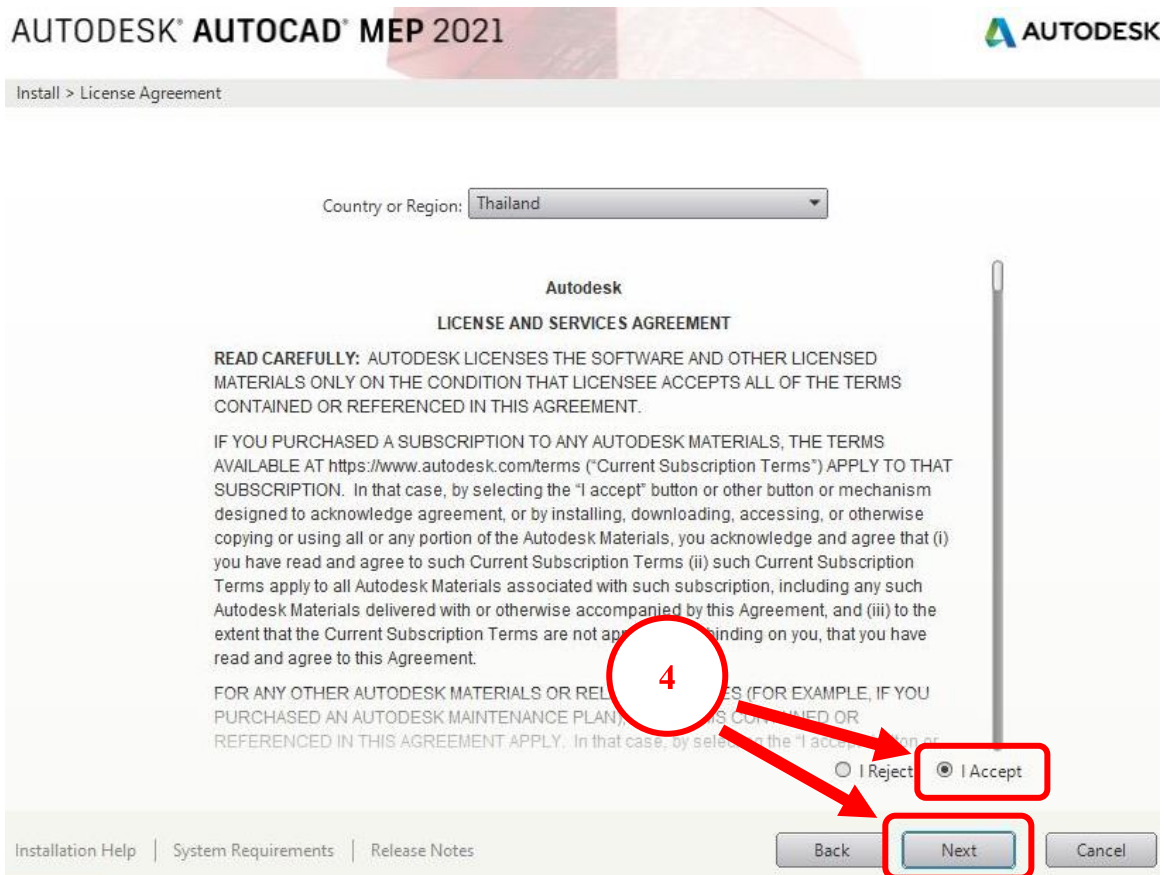 AUTODESK® AUTOCAD® MEP 2021
AUTODESK
Install > License Agreement
Country or Region: Thailand
Autodesk
LICENSE AND SERVICES AGREEMENT
READ CAREFULLY: AUTODESK LICENSES THE SOFTWARE AND OTHER LICENSED
MATERIALS ONLY ON THE CONDITION THAT LICENSEE ACCEPTS ALL OF THE TERMS
CONTAINED OR REFERENCED IN THIS AGREEMENT.
IF YOU PURCHASED A SUBSCRIPTION TO ANY AUTODESK MATERIALS, THE TERMS
AVAILABLE AT https://www.autodesk.com/terms (“Current Subscription Terms”) APPLY TO THAT
SUBSCRIPTION. In that case, by selecting the “I accept” button or other button or mechanism
designed to acknowledge agreement, or by installing, downloading, accessing, or otherwise
copying or using all or any portion of the Autodesk Materials, you acknowledge and agree that (i)
you have read and agree to such Current Subscription Terms (ii) such Current Subscription
Terms apply to all Autodesk Materials associated with such subscription, including any such
Autodesk Materials delivered with or otherwise accompanied by this Agreement, and (iii) to the
extent that the Current Subscription Terms are not binding on you, that you have
read and agree to this Agreement.
4
FOR ANY OTHER AUTODESK MATERIALS OR (FOR EXAMPLE, IF YOU
PURCHASED AN AUTODESK MAINTENANCE PLAN), OR
REFERENCED IN THIS AGREEMENT APPLY. In that case, by selecting the “I accept” button or
I Reject I Accept
Installation Help | System Requirements | Release Notes Back Next Cancel